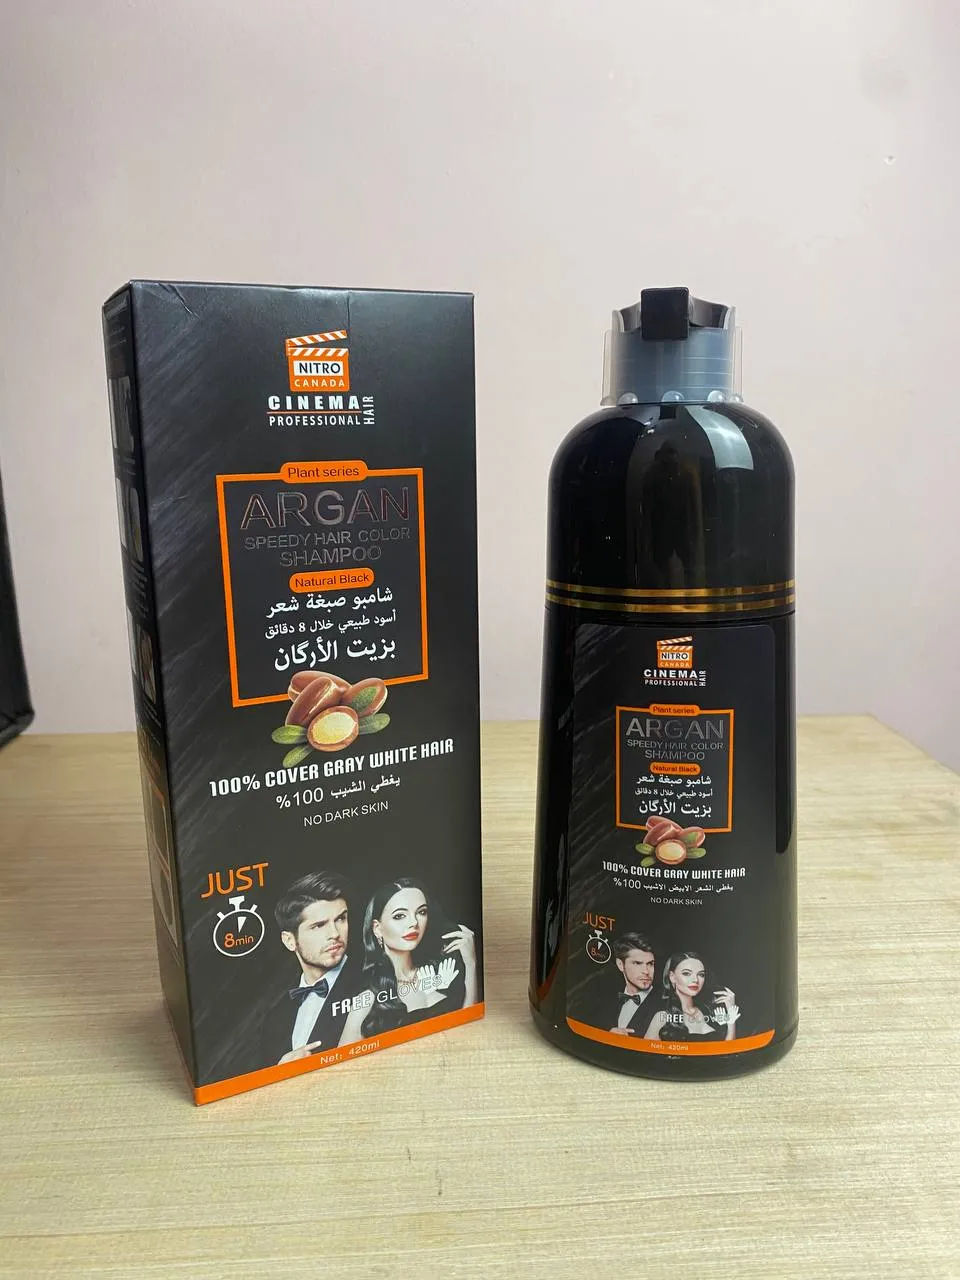 NITRO
CANADA
CINEMA
PROFESSIONAL
HAIR
Plant series
ARGAN
SPEEDY HAIR COLOR
SHAMPOO
Natural Black
شامبو صبغة شعر
أسود طبيعي خلال 8 دقائق
بزيت الأرگان
100% COVER GRAY WHITE HAIR
يغطي الشيب 100%
NO DARK SKIN
JUST
8min
FREE GLOVES
Net: 420ml
NITRO
CANADA
CINEMA
PROFESSIONAL
HAIR
Plant series
ARGAN
SPEEDY HAIR COLOR
SHAMPOO
Natural Black
شامبو صبغة شعر
أسود طبيعي خلال 8 دقائق
بزيت الأرگان
100% COVER GRAY WHITE HAIR
يغطي الشعر الابيض الاشيب 100%
NO DARK SKIN
JUST
8min
FREE GLOVES
Net: 420ml